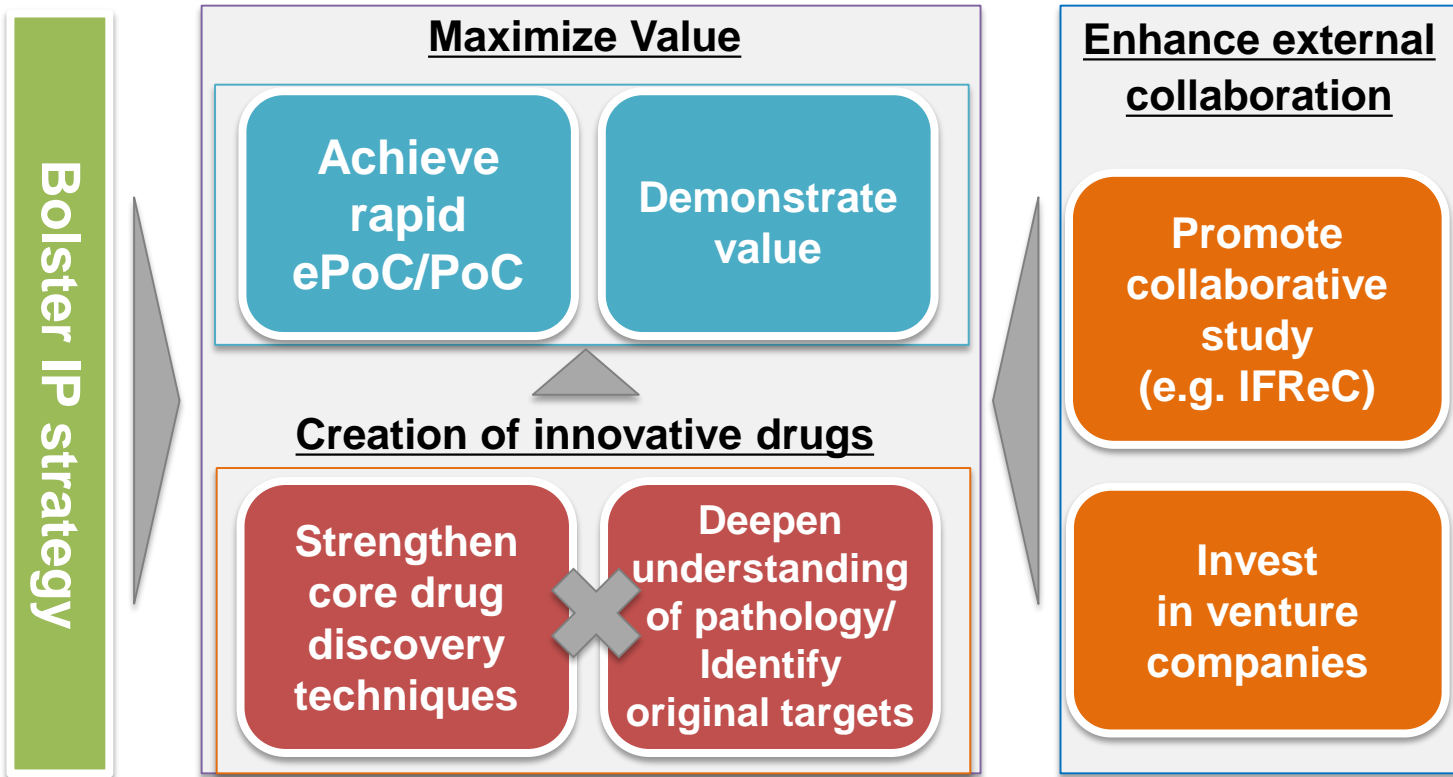 Bolster IP strategy
Maximize Value
Achieve
rapid
ePoC/PoC
Demonstrate
value
Creation of innovative drugs
Strengthen
core drug
discovery
techniques
Deepen
understanding
of pathology/
Identify
original targets
Enhance external
collaboration
Promote
collaborative
study
(e.g. IFReC)
Invest
in venture
companies